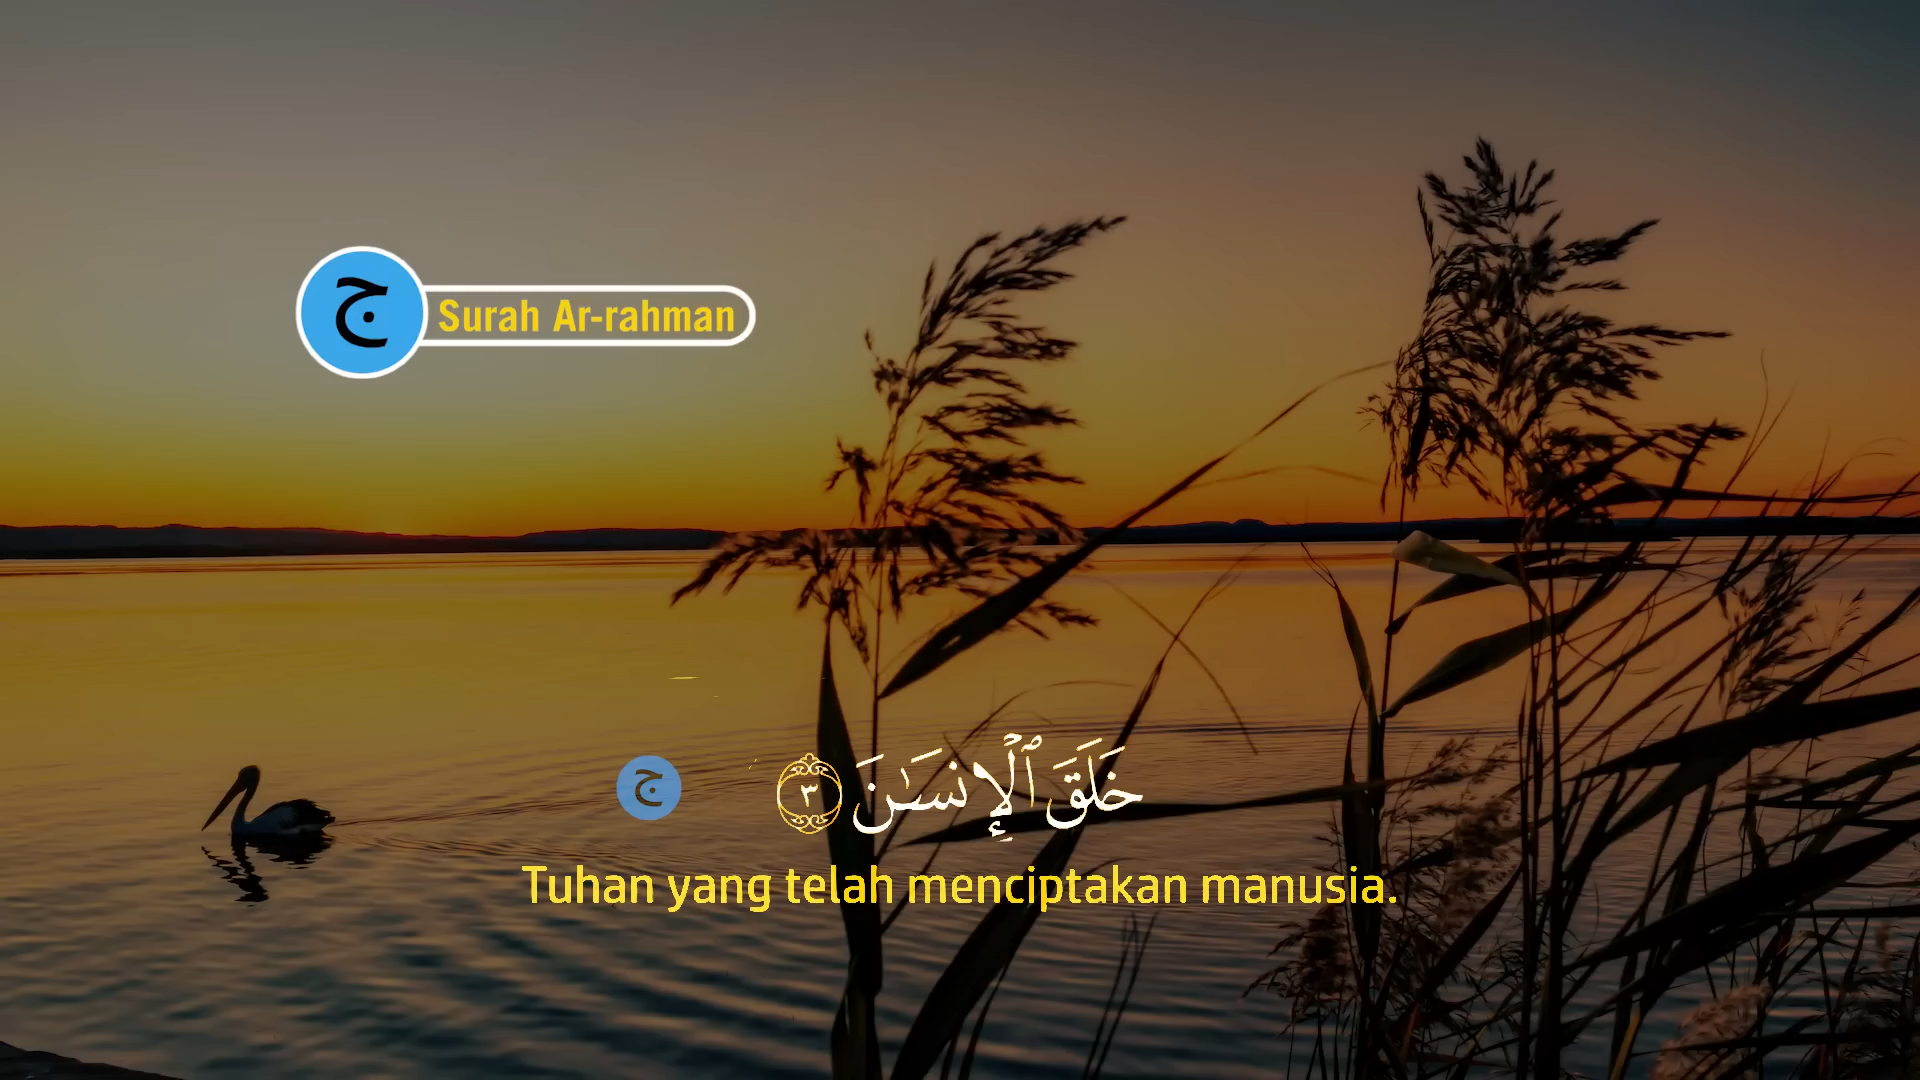 ج
Surah Ar-rahman
ج
خَلَقَ ٱلْإِنسَـٰنَ ٣
Tuhan yang telah menciptakan manusia.